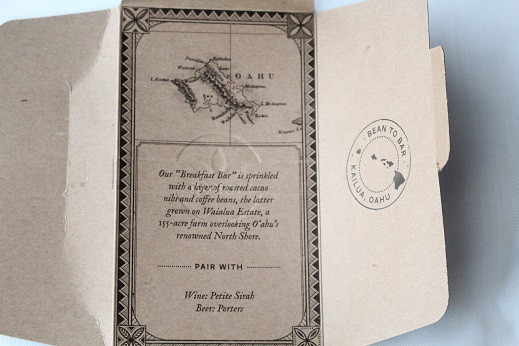 OAHU
Our "Breakfast Bar" is sprinkled
with a layer of roasted cacao
nibs and coffee beans, the latter
grown on Waialua Estate, a
155-acre farm overlooking O'ahu's
renowned North Shore.
PAIR WITH
Wine: Petite Sirah
Beer: Porters
BEAN TO BAR
KAILUA, OAHU